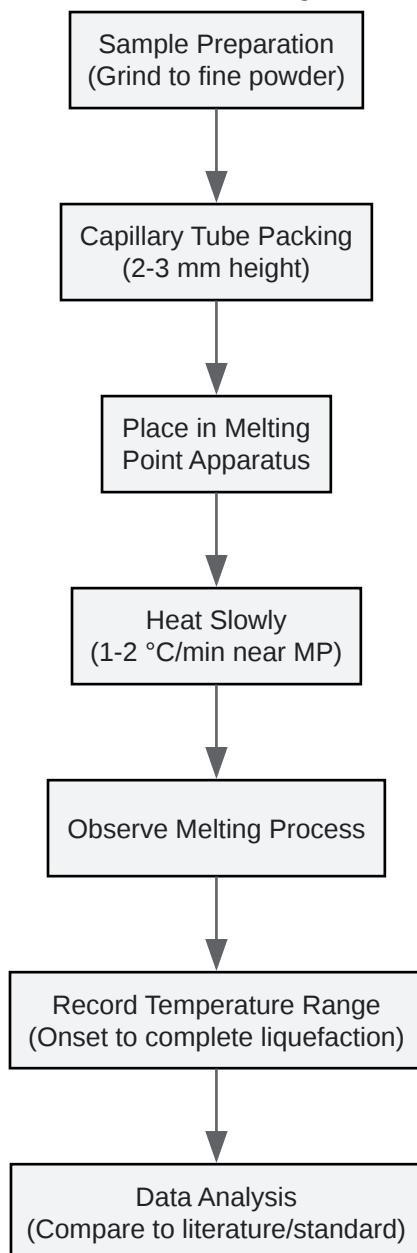 Sample Preparation
(Grind to fine powder)
Capillary Tube Packing
(2-3 mm height)
Place in Melting
Point Apparatus
Heat Slowly
(1-2 °C/min near MP)
Observe Melting Process
Record Temperature Range
(Onset to complete liquefaction)
Data Analysis
(Compare to literature/standard)